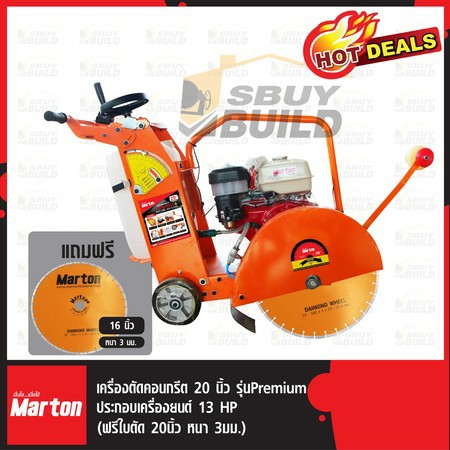 HOT DEALS
SBUY
BUILD
Marton
แถมฟรี
Marton
DAIMOND WHEEL
16 นิ้ว
หนา 3 มม.
DAIMOND WHEEL
Marton
เครื่องตัดคอนกรีต 20 นิ้ว รุ่นPremium
ประกอบเครื่องยนต์ 13 HP
(ฟรีใบตัด 20นิ้ว หนา 3มม.)